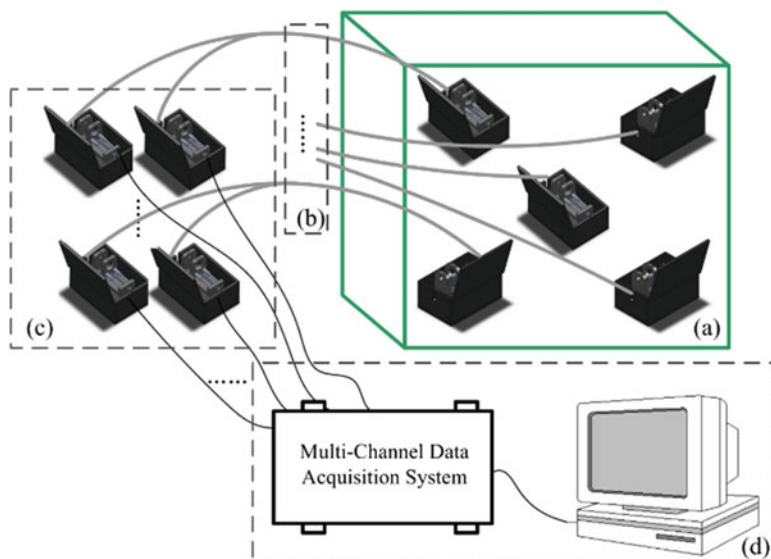 (b)
(c)
(a)
Multi-Channel Data
Acquisition System
(d)